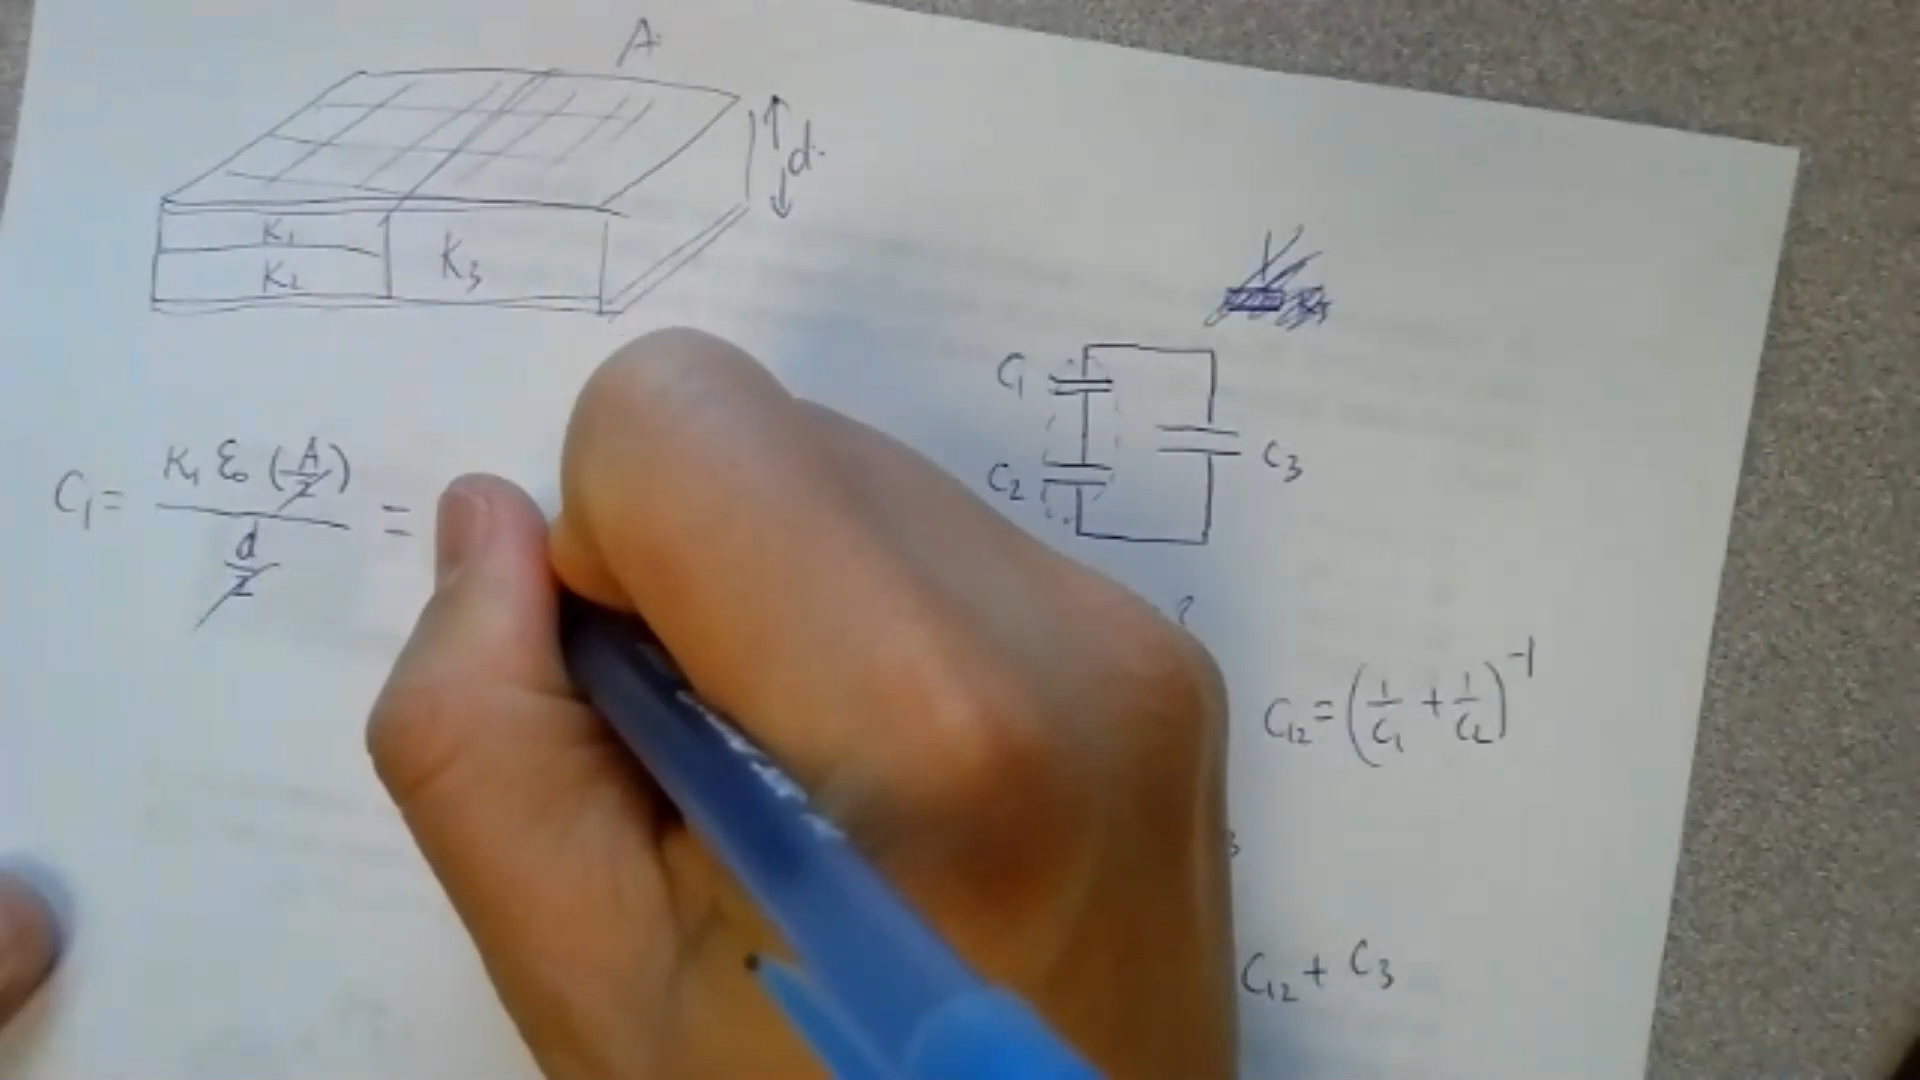 A
d
K₁
K₂
K₃
C₁
C₂
C₃
C₁ = K₁ ε₀ (A/2) / (d/2) =
?
C₁₂ = (1/C₁ + 1/C₂)⁻¹
3
C₁₂ + C₃